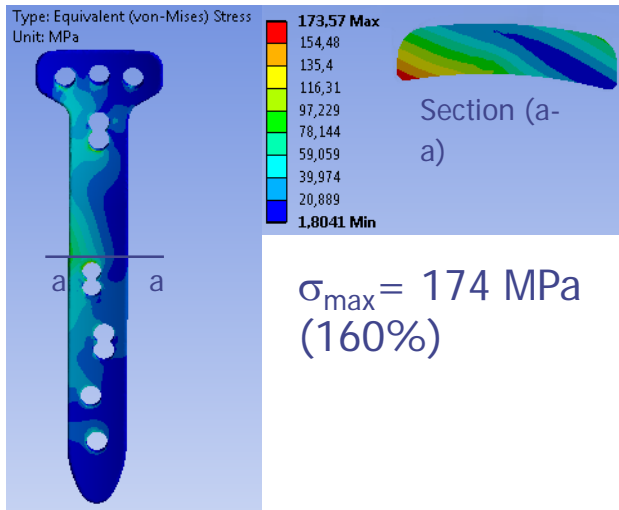 Type: Equivalent (von-Mises) Stress
Unit: MPa
173,57 Max
154,48
135,4
116,31
97,229
78,144
59,059
39,974
20,889
1,8041 Min
Section (a-
a)
a a
σmax= 174 MPa
(160%)